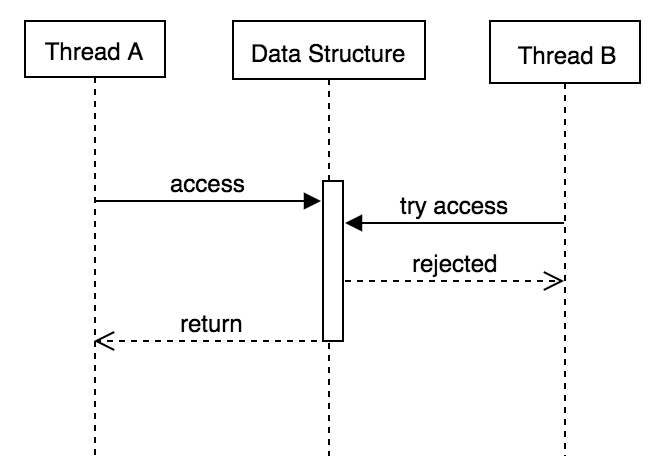 Thread A
Data Structure
Thread B
access
try access
rejected
return